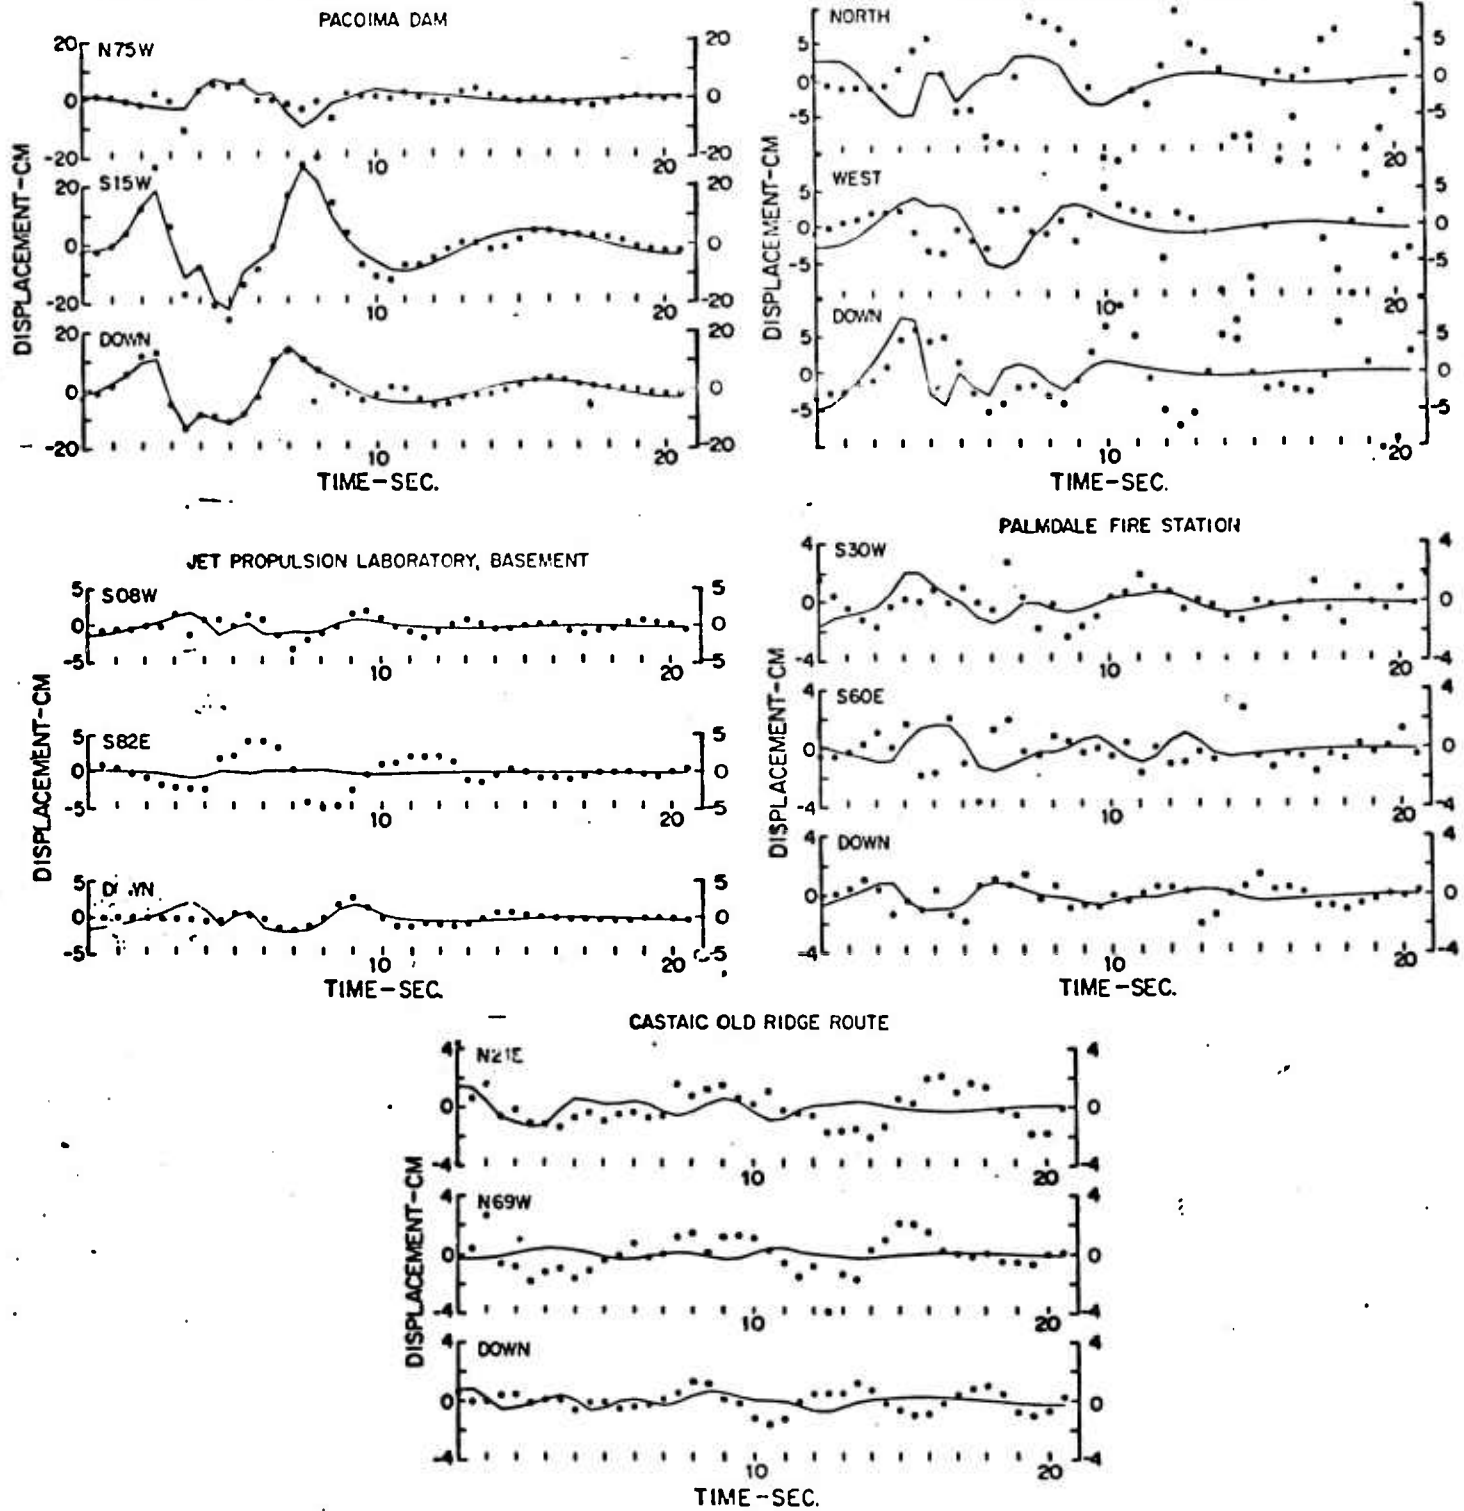 PACOIMA DAM
20 N75W 20
0 0
-20 10 20 -20
20 S15W 20
0 0
-20 10 20 -20
20 DOWN 20
0 0
-20 10 20 -20
DISPLACEMENT-CM
TIME-SEC.
NORTH
5 5
0 0
-5 -5
20
WEST
5 5
0 0
-5 -5
10 20
DOWN
5 5
0 0
-5 -5
10 20
DISPLACEMENT-CM
TIME-SEC.
JET PROPULSION LABORATORY, BASEMENT
5 S08W 5
0 0
-5 10 20 -5
5 S82E 5
0 0
-5 10 20 5
5 5
0 0
-5 10 20 -5
DISPLACEMENT-CM
TIME-SEC.
PALMDALE FIRE STATION
4 S30W 4
0 0
-4 10 20 -4
4 S60E 4
0 0
-4 10 20 -4
4 DOWN 4
0 0
-4 10 20 -4
DISPLACEMENT-CM
TIME-SEC.
CASTAIC OLD RIDGE ROUTE
4 N21E 4
0 0
-4 10 20 -4
4 N69W 4
0 0
-4 10 20 -4
4 DOWN 4
0 0
-4 10 20 -4
DISPLACEMENT-CM
TIME-SEC.